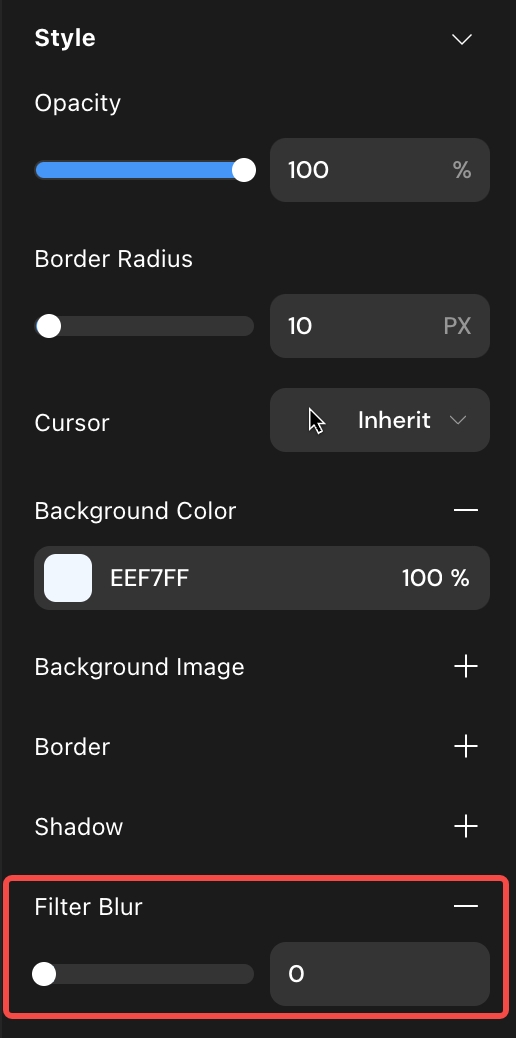 Style
Opacity
100 %
Border Radius
10 PX
Cursor Inherit
Background Color
EEF7FF 100 %
Background Image
Border
Shadow
Filter Blur
0